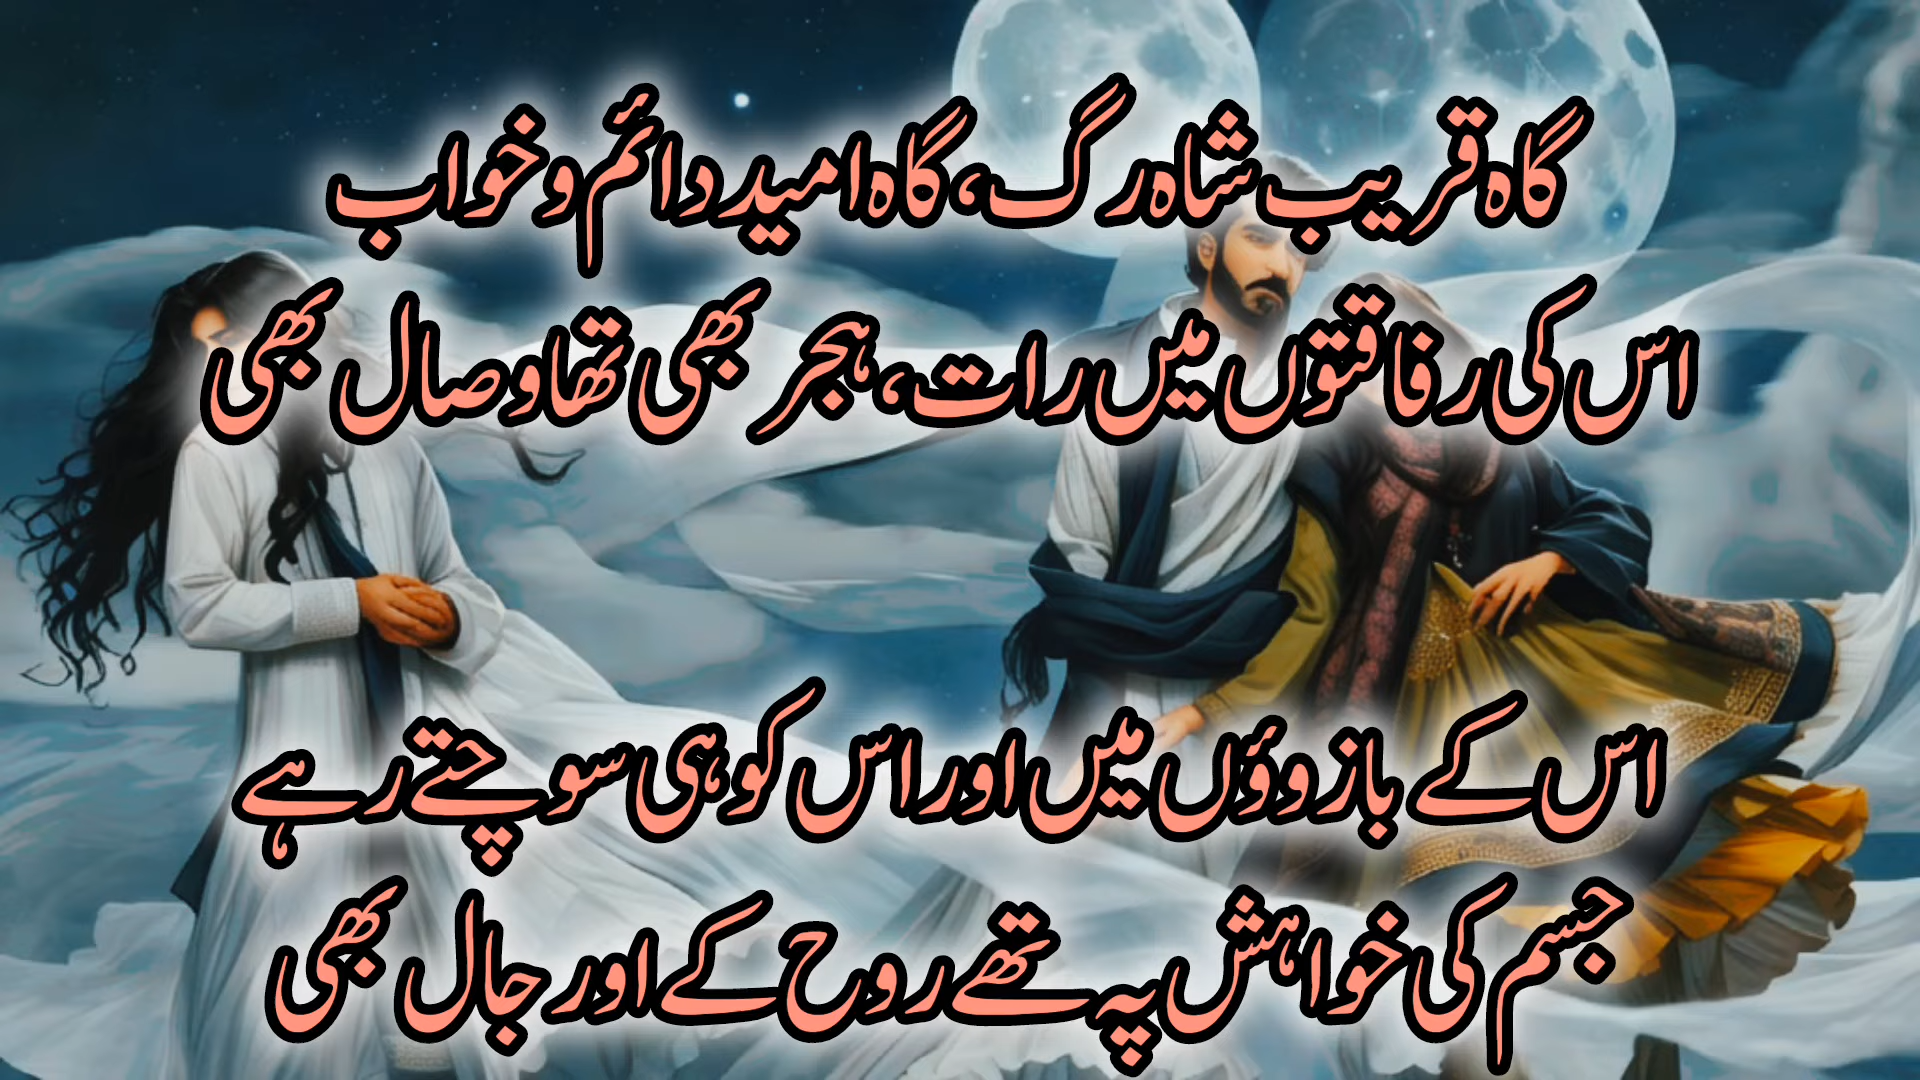 گاہ قریب شاہ رگ، گاہ امید دائم و خواب
اس کی رفاقتوں میں رات، ہجر بھی تھا وصال بھی
اس کے بازوؤں میں اور اس کو ہی سوچتے رہے
جسم کی خواہش پہ تھے روح کے اور جال بھی